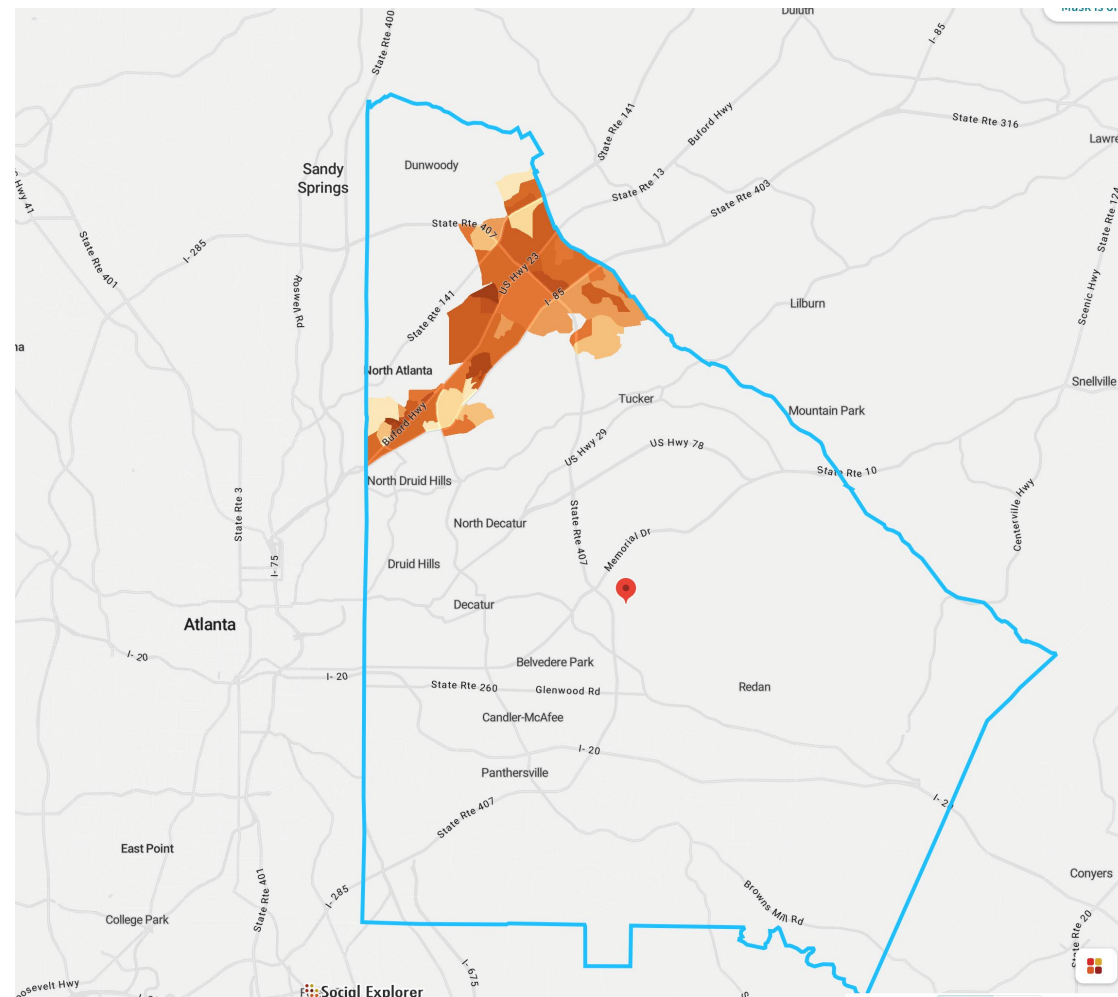 Duluth
State Rte 400
I- 85
State Rte 141
Buford Hwy
State Rte 316
Sandy
Springs
Dunwoody
State Rte 13
State Rte 403
Hwy 41
State Rte 401
I- 285
State Rte 407
State Rte 124
Roswell Rd
US Hwy 23
I- 85
State Rte 141
Lilburn
Scenic Hwy
North Atlanta
Snellville
Tucker
Mountain Park
Buford Hwy
US Hwy 29
US Hwy 78
State Rte 10
North Druid Hills
State Rte 3
North Decatur
State Rte 407
Centerville Hwy
Memorial Dr
I- 75
Druid Hills
Decatur
Atlanta
I- 20
Belvedere Park
I- 20
State Rte 260
Glenwood Rd
Redan
Candler-McAfee
I- 20
Panthersville
State Rte 407
I- 20
East Point
State Rte 401
I- 285
College Park
Browns Mill Rd
Conyers
State Rte 20
I- 675
Social Explorer